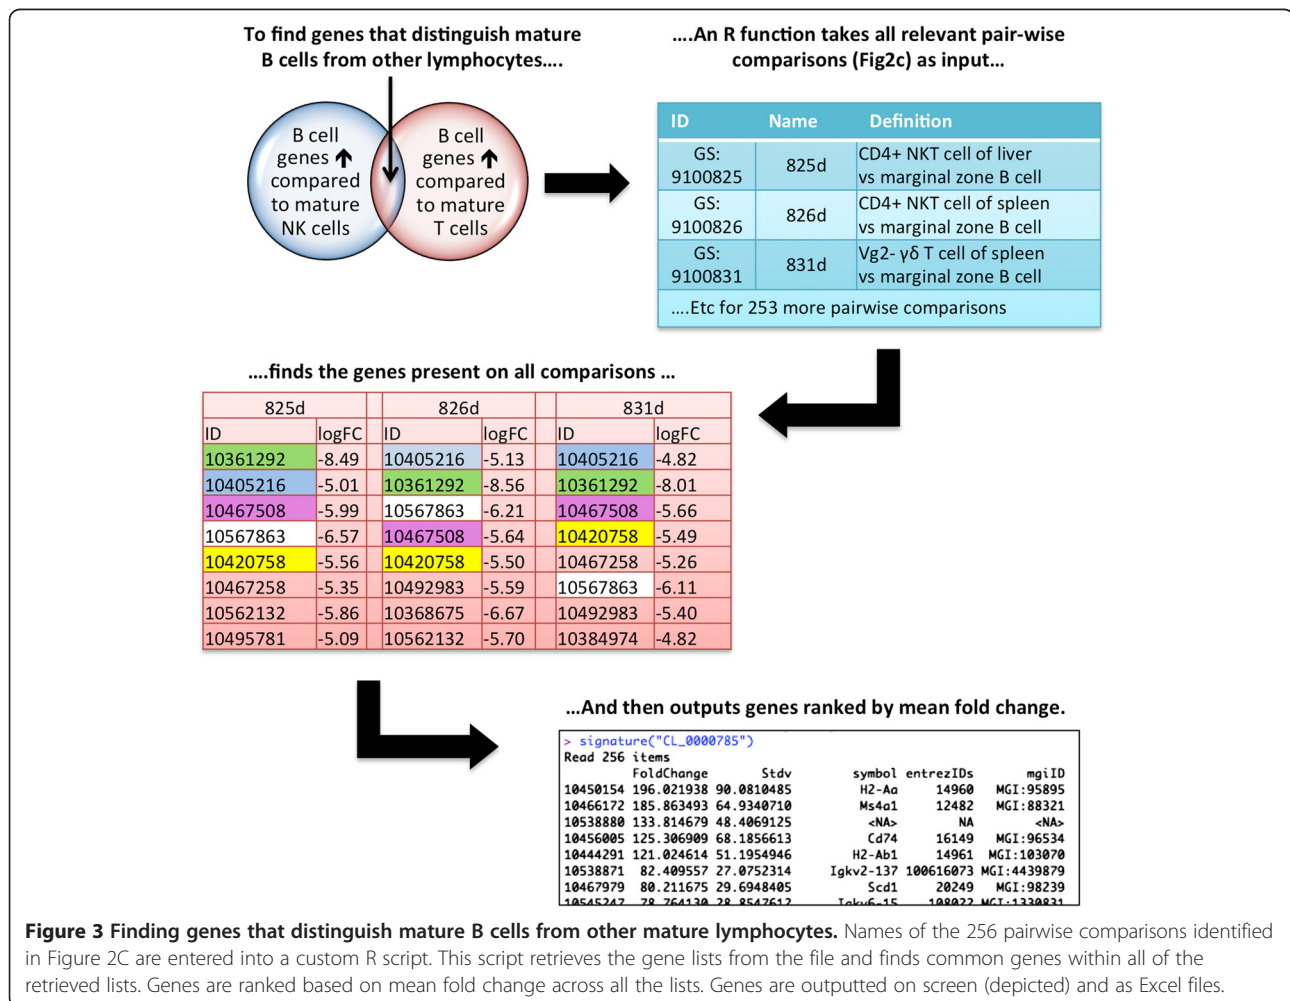 To find genes that distinguish mature
B cells from other lymphocytes....
B cell
genes ↑
compared
to mature
NK cells
B cell
genes ↑
compared
to mature
T cells
....An R function takes all relevant pair-wise
comparisons (Fig2c) as input...
ID Name Definition
GS: 9100825 825d CD4+ NKT cell of liver vs marginal zone B cell
GS: 9100826 826d CD4+ NKT cell of spleen vs marginal zone B cell
GS: 9100831 831d Vg2- γδ T cell of spleen vs marginal zone B cell
....Etc for 253 more pairwise comparisons
....finds the genes present on all comparisons ...
825d 826d 831d
ID logFC ID logFC ID logFC
10361292 -8.49 10405216 -5.13 10405216 -4.82
10405216 -5.01 10361292 -8.56 10361292 -8.01
10467508 -5.99 10567863 -6.21 10467508 -5.66
10567863 -6.57 10467508 -5.64 10420758 -5.49
10420758 -5.56 10420758 -5.50 10467258 -5.26
10467258 -5.35 10492983 -5.59 10567863 -6.11
10562132 -5.86 10368675 -6.67 10492983 -5.40
10495781 -5.09 10562132 -5.70 10384974 -4.82
...And then outputs genes ranked by mean fold change.
> signature("CL_0000785")
Read 256 items
FoldChange Stdv symbol entrezIDs mgiID
10450154 196.021938 90.0810485 H2-Aa 14960 MGI:95895
10466172 185.863493 64.9340710 Ms4a1 12482 MGI:88321
10538880 133.814679 48.4069125 <NA> NA <NA>
10456005 125.306909 68.1856613 Cd74 16149 MGI:96534
10444291 121.024614 51.1954946 H2-Ab1 14961 MGI:103070
10538871 82.409557 27.0752314 Igkv2-137 100616073 MGI:4439879
10467979 80.211675 29.6948405 Scd1 20249 MGI:98239
10545247 78.764130 28.8547612 Igkv6-15 108022 MGI:1330831
Figure 3 Finding genes that distinguish mature B cells from other mature lymphocytes. Names of the 256 pairwise comparisons identified
in Figure 2C are entered into a custom R script. This script retrieves the gene lists from the file and finds common genes within all of the
retrieved lists. Genes are ranked based on mean fold change across all the lists. Genes are outputted on screen (depicted) and as Excel files.